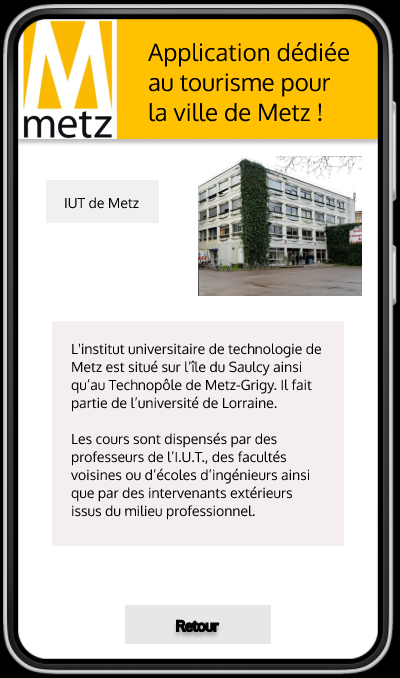 M
metz
Application dédiée
au tourisme pour
la ville de Metz !
IUT de Metz
L'institut universitaire de technologie de
Metz est situé sur l’île du Saulcy ainsi
qu’au Technopôle de Metz-Grigy. Il fait
partie de l’université de Lorraine.
Les cours sont dispensés par des
professeurs de l’I.U.T., des facultés
voisines ou d’écoles d’ingénieurs ainsi
que par des intervenants extérieurs
issus du milieu professionnel.
Retour